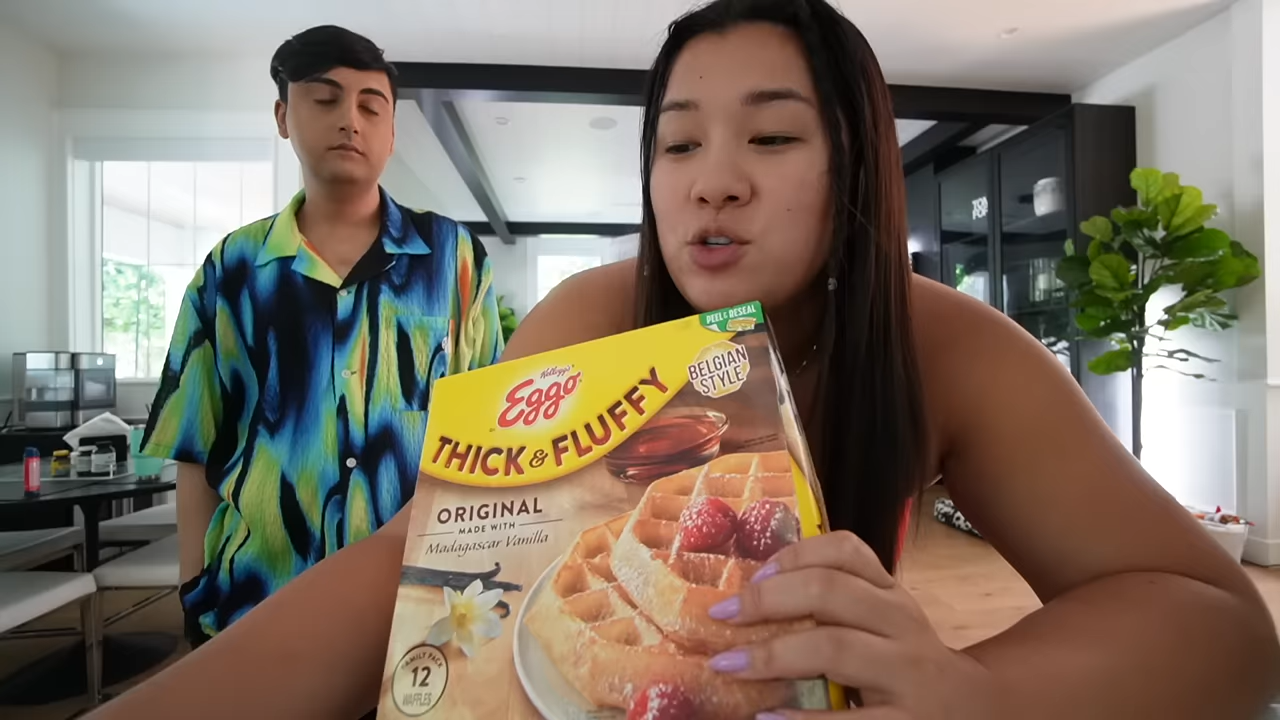 PEEL & RESEAL
Kellogg's
Eggo
THICK & FLUFFY
BELGIAN
STYLE
ORIGINAL
MADE WITH
Madagascar Vanilla
FAMILY PACK
12
WAFFLES